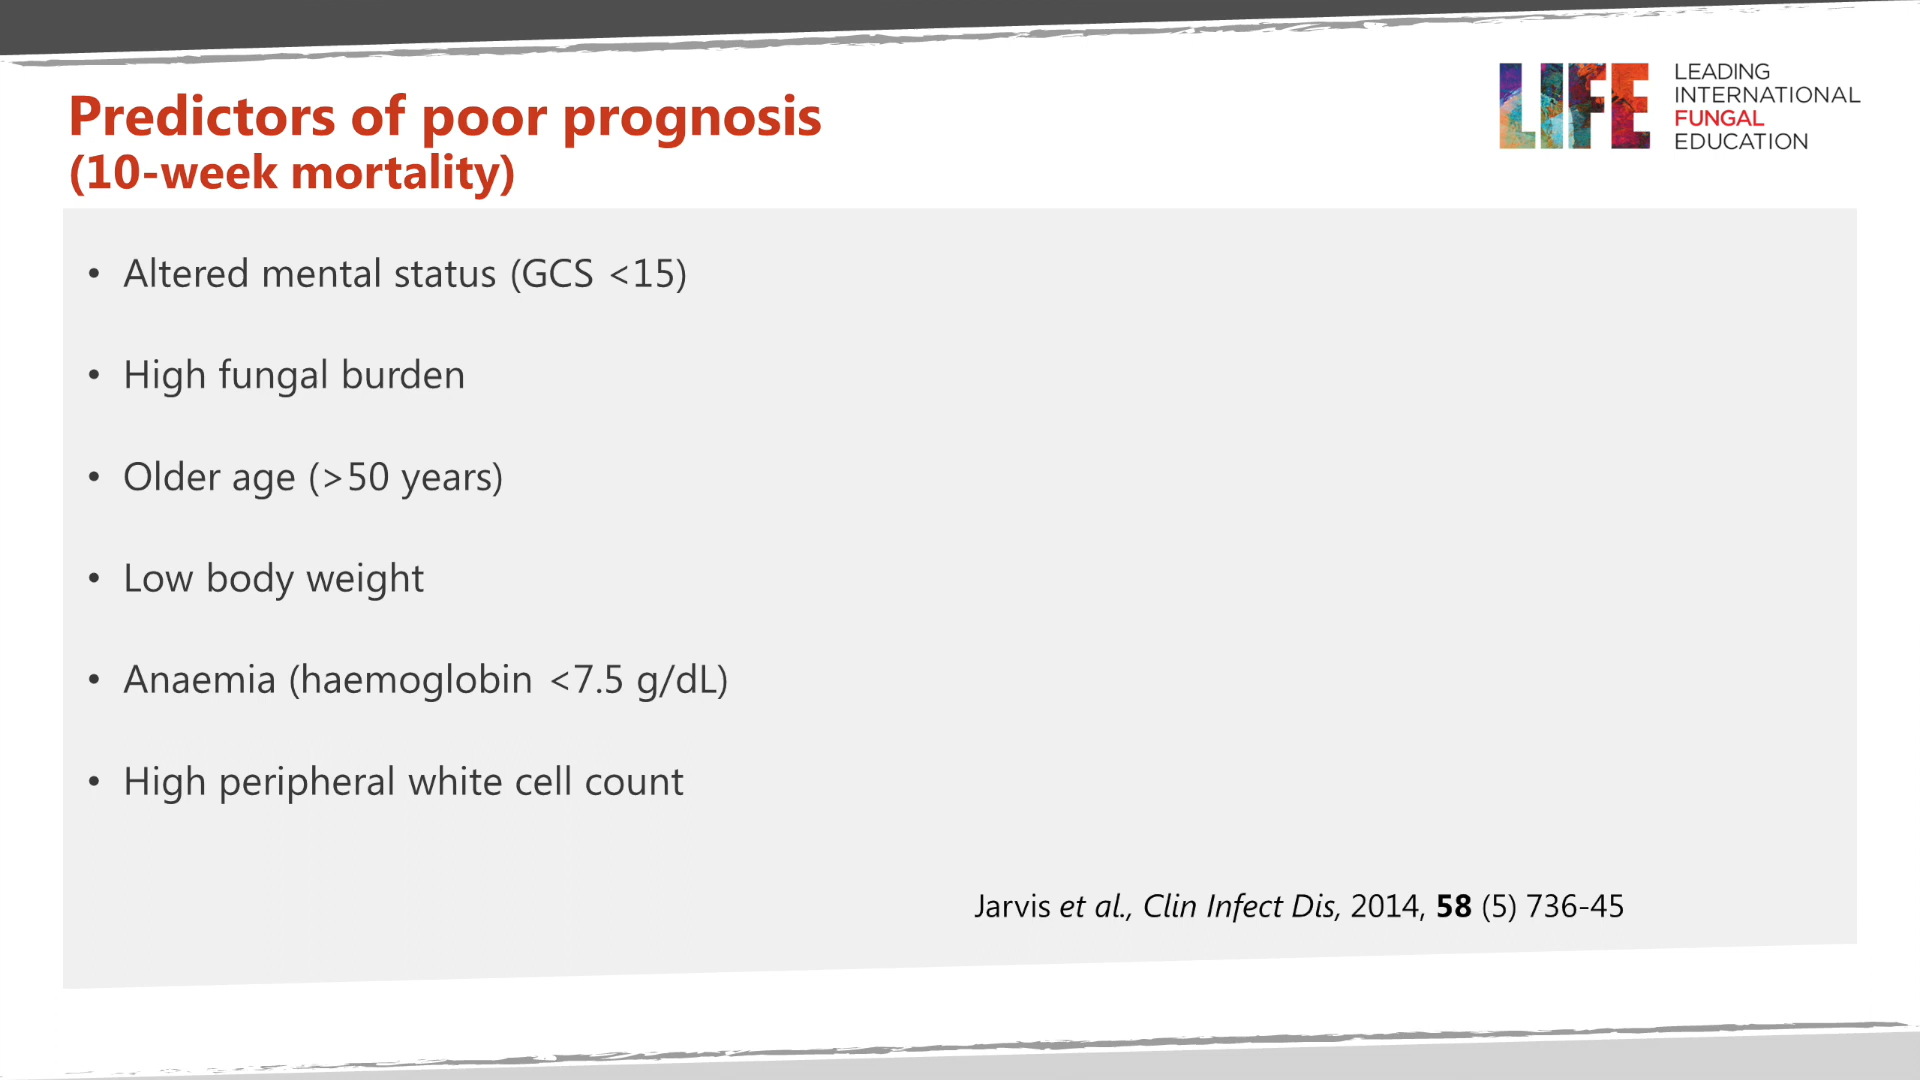 Predictors of poor prognosis
(10-week mortality)
LIFE
LEADING
INTERNATIONAL
FUNGAL
EDUCATION
• Altered mental status (GCS <15)
• High fungal burden
• Older age (>50 years)
• Low body weight
• Anaemia (haemoglobin <7.5 g/dL)
• High peripheral white cell count
Jarvis et al., Clin Infect Dis, 2014, 58 (5) 736-45